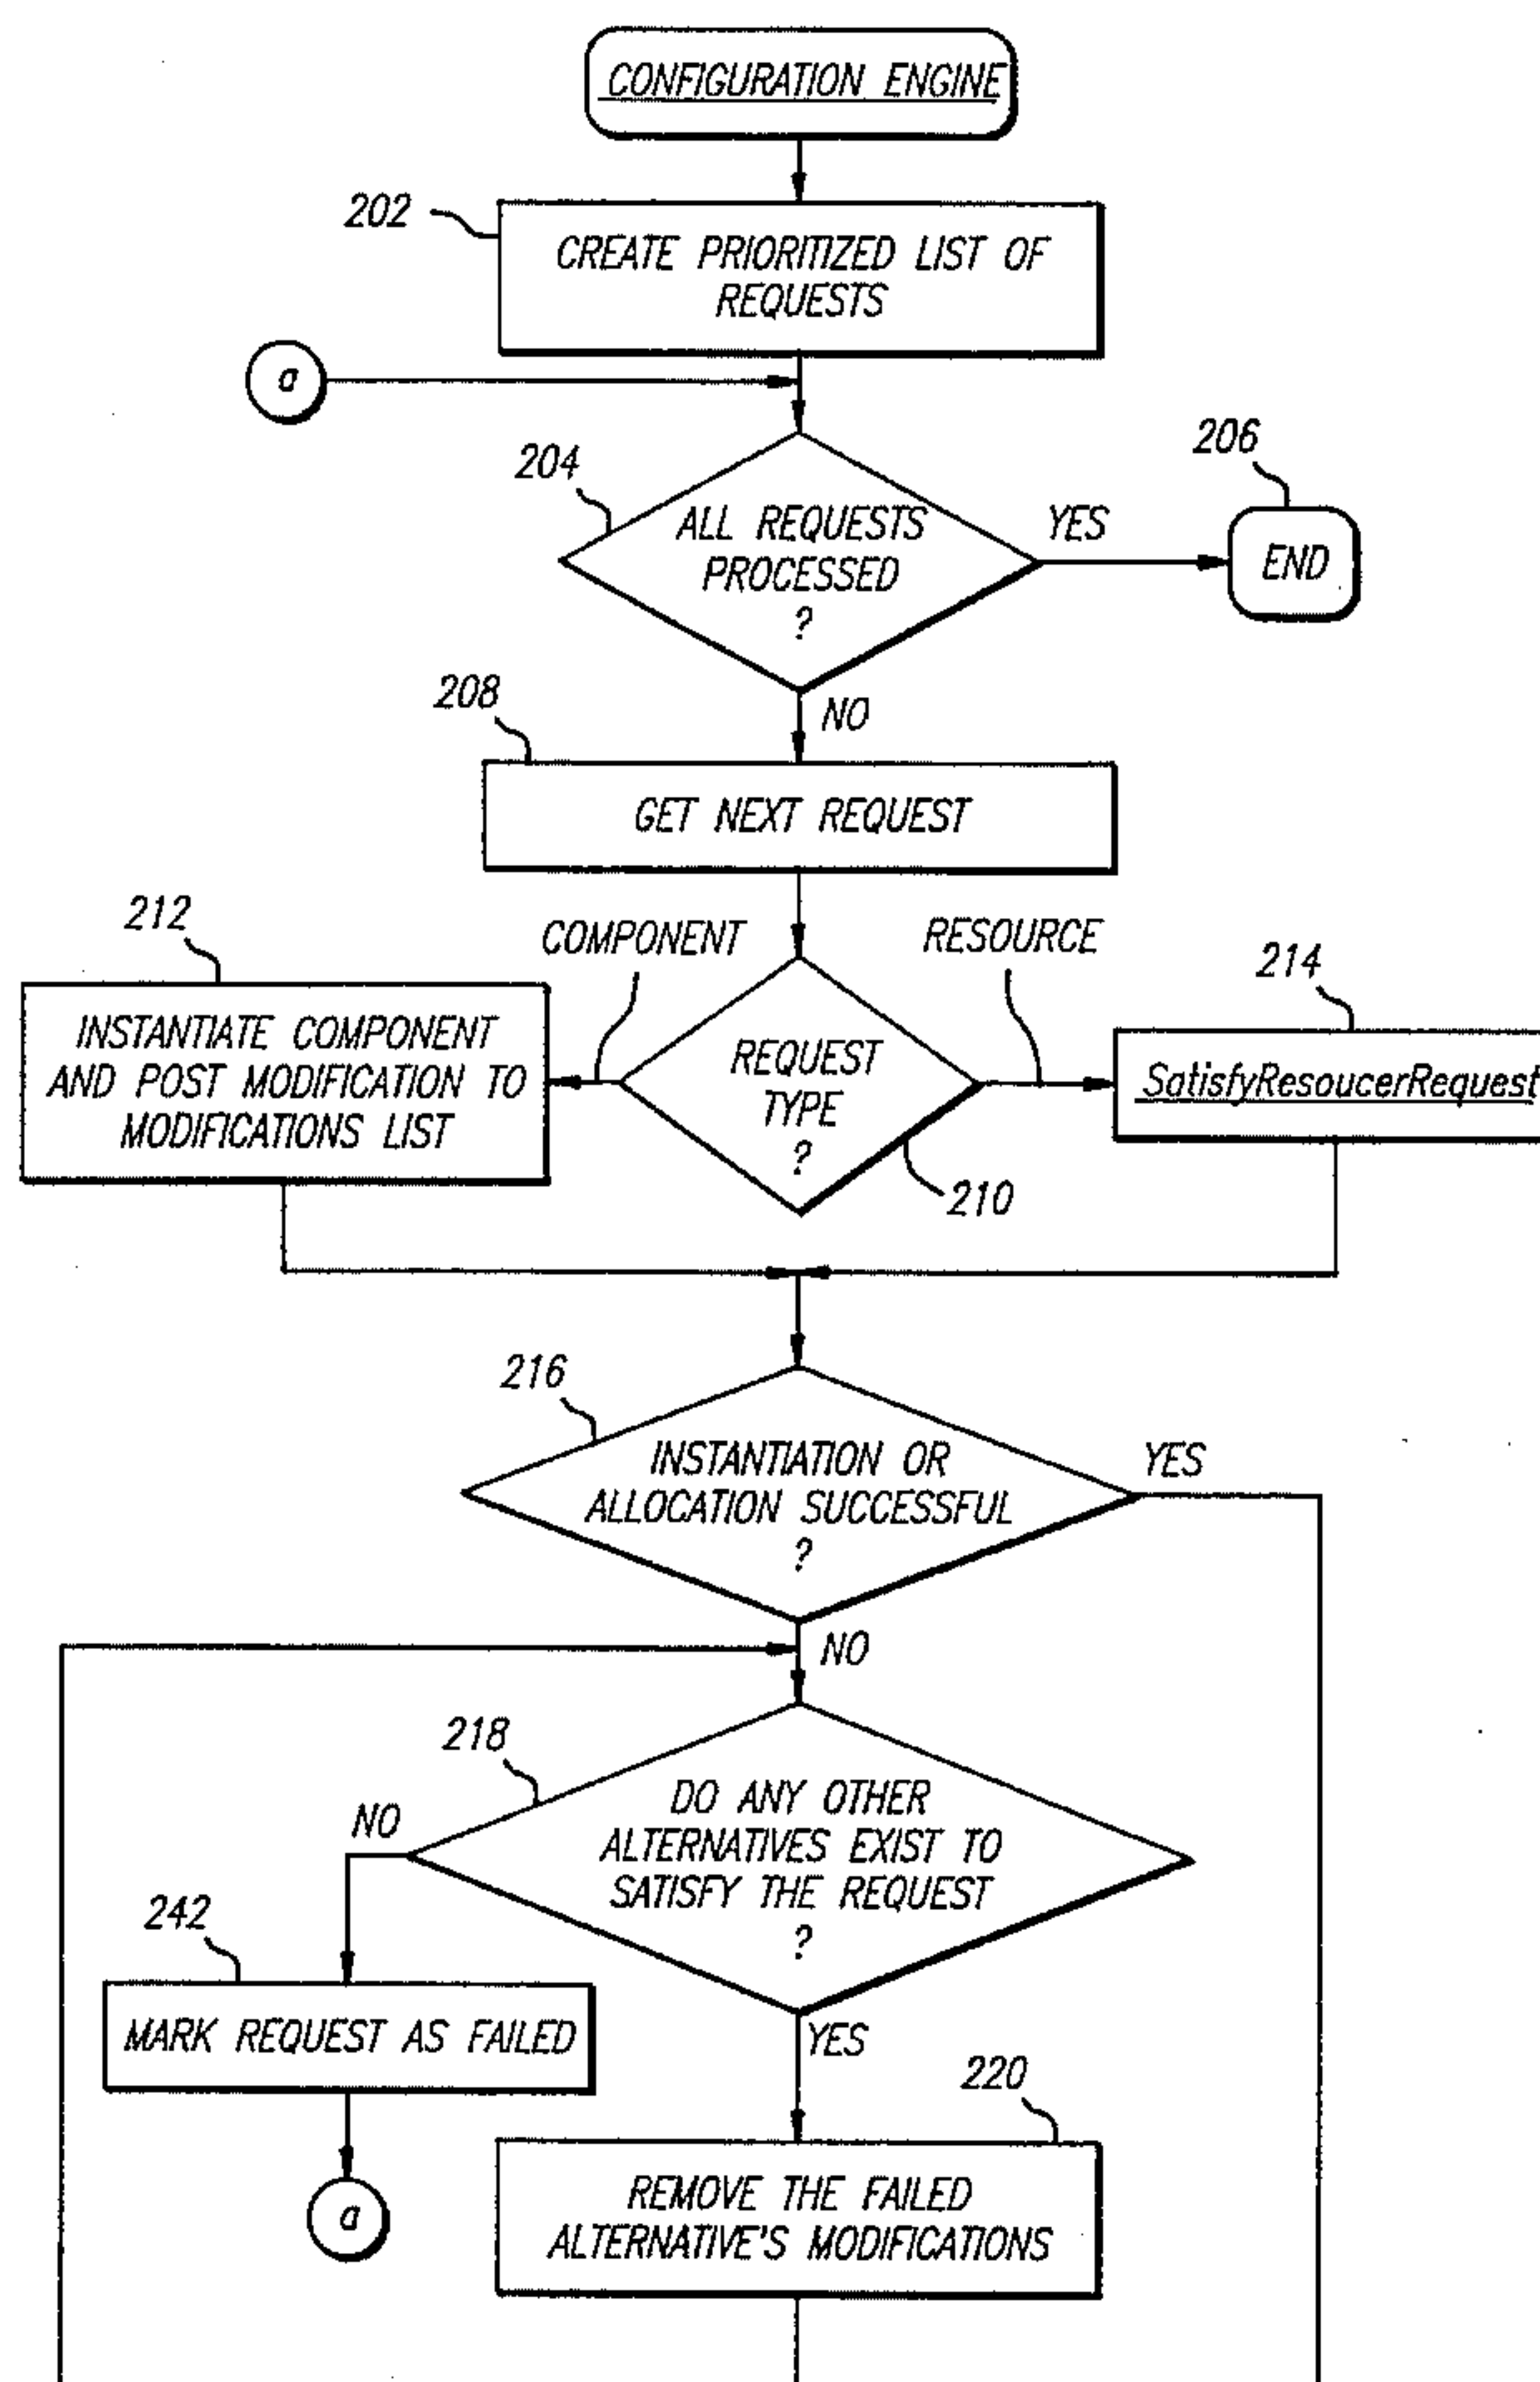 CONFIGURATION ENGINE
202
CREATE PRIORITIZED LIST OF
REQUESTS
a
204
ALL REQUESTS
PROCESSED
?
YES
206
END
NO
208
GET NEXT REQUEST
212
COMPONENT
RESOURCE
214
INSTANTIATE COMPONENT
AND POST MODIFICATION TO
MODIFICATIONS LIST
REQUEST
TYPE
?
SatisfyResoucerRequest
210
216
INSTANTIATION OR
ALLOCATION SUCCESSFUL
?
YES
NO
218
DO ANY OTHER
ALTERNATIVES EXIST TO
SATISFY THE REQUEST
?
NO
242
MARK REQUEST AS FAILED
YES
220
a
REMOVE THE FAILED
ALTERNATIVE'S MODIFICATIONS